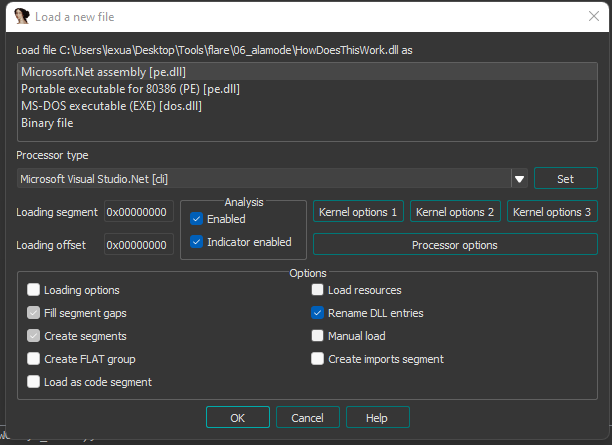 Load a new file
Load file C:\Users\lexua\Desktop\Tools\flare\06_alamode\HowDoesThisWork.dll as
Microsoft.Net assembly [pe.dll]
Portable executable for 80386 (PE) [pe.dll]
MS-DOS executable (EXE) [dos.dll]
Binary file
Processor type
Microsoft Visual Studio.Net [cli]
Set
Loading segment 0x00000000
Loading offset 0x00000000
Analysis
Enabled
Indicator enabled
Kernel options 1 Kernel options 2 Kernel options 3
Processor options
Options
Loading options
Fill segment gaps
Create segments
Create FLAT group
Load as code segment
Load resources
Rename DLL entries
Manual load
Create imports segment
OK Cancel Help